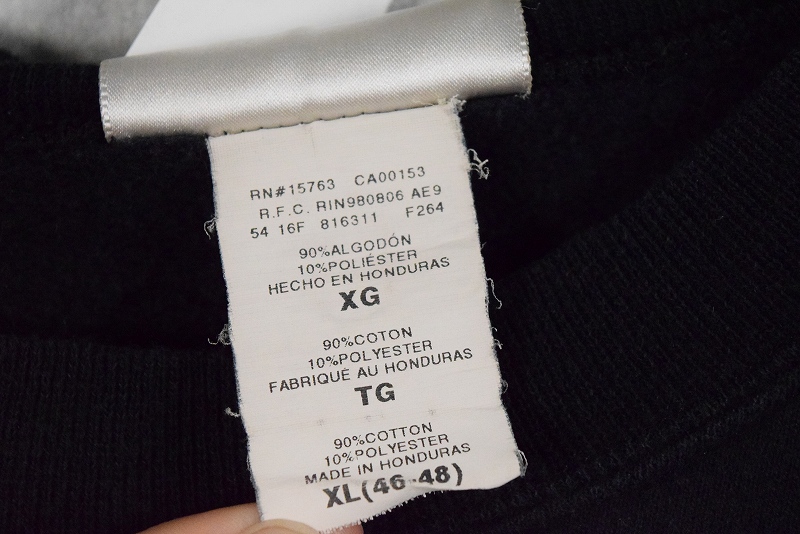 RN#15763 CA00153
R.F.C. RIN980806 AE9
54 16F 816311 F264
90%ALGODÓN
10%POLIÉSTER
HECHO EN HONDURAS
XG
90%COTON
10%POLYESTER
FABRIQUÉ AU HONDURAS
TG
90%COTTON
10%POLYESTER
MADE IN HONDURAS
XL(46-48)